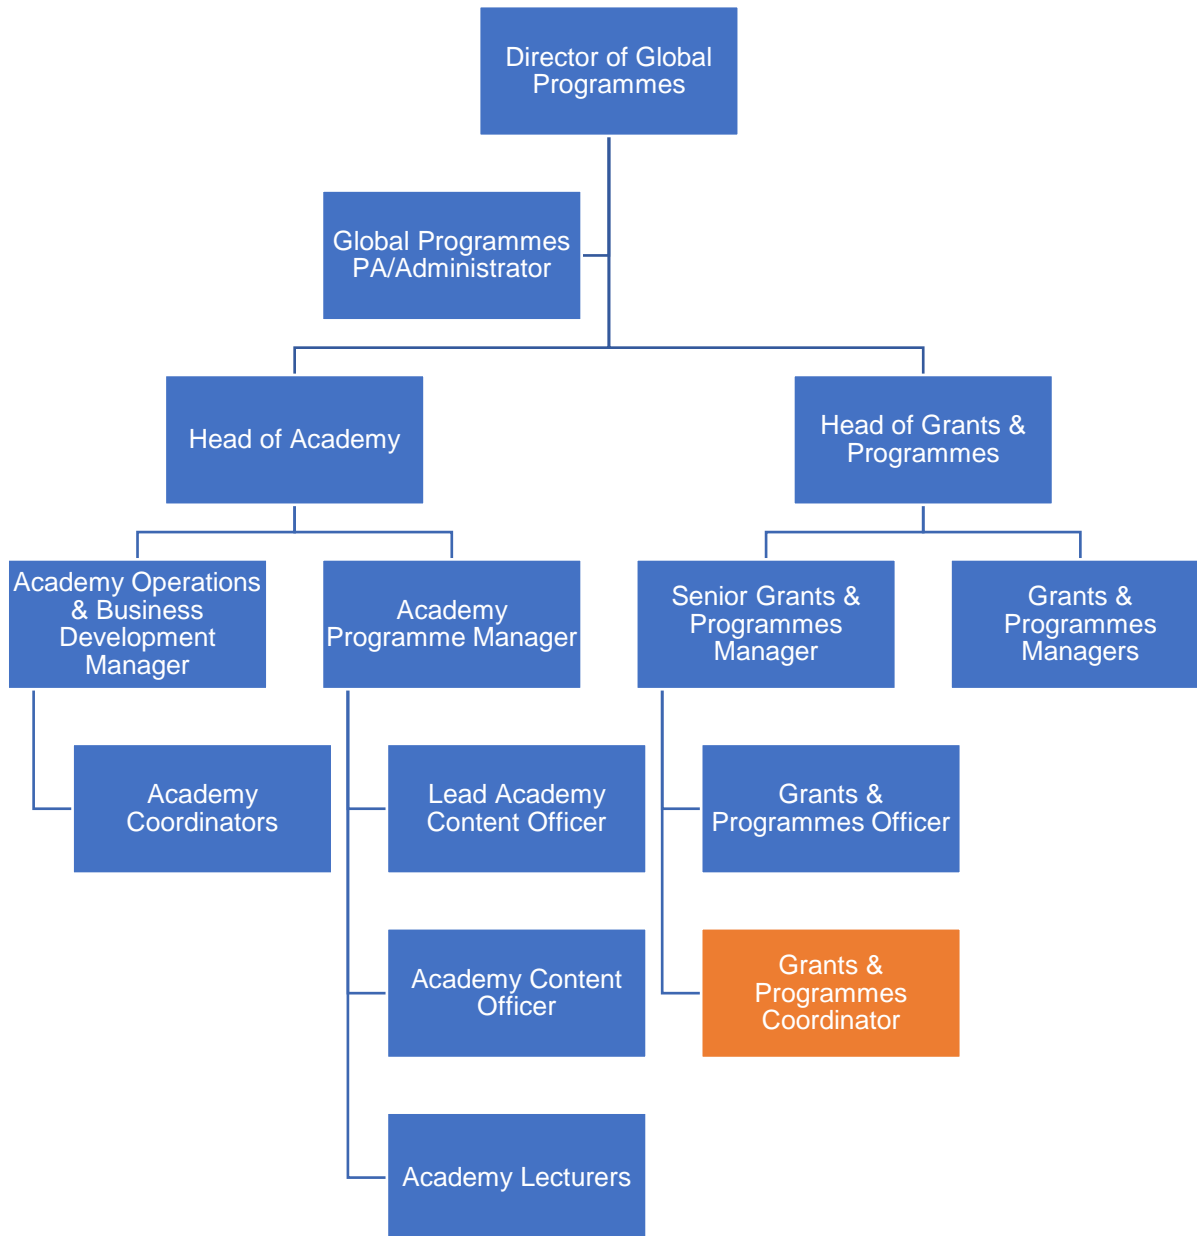 Director of Global
Programmes
Global Programmes
PA/Administrator
Head of Academy
Head of Grants &
Programmes
Academy Operations
& Business
Development
Manager
Academy
Programme Manager
Senior Grants &
Programmes
Manager
Grants &
Programmes
Managers
Academy
Coordinators
Lead Academy
Content Officer
Grants &
Programmes Officer
Academy Content
Officer
Grants &
Programmes
Coordinator
Academy Lecturers